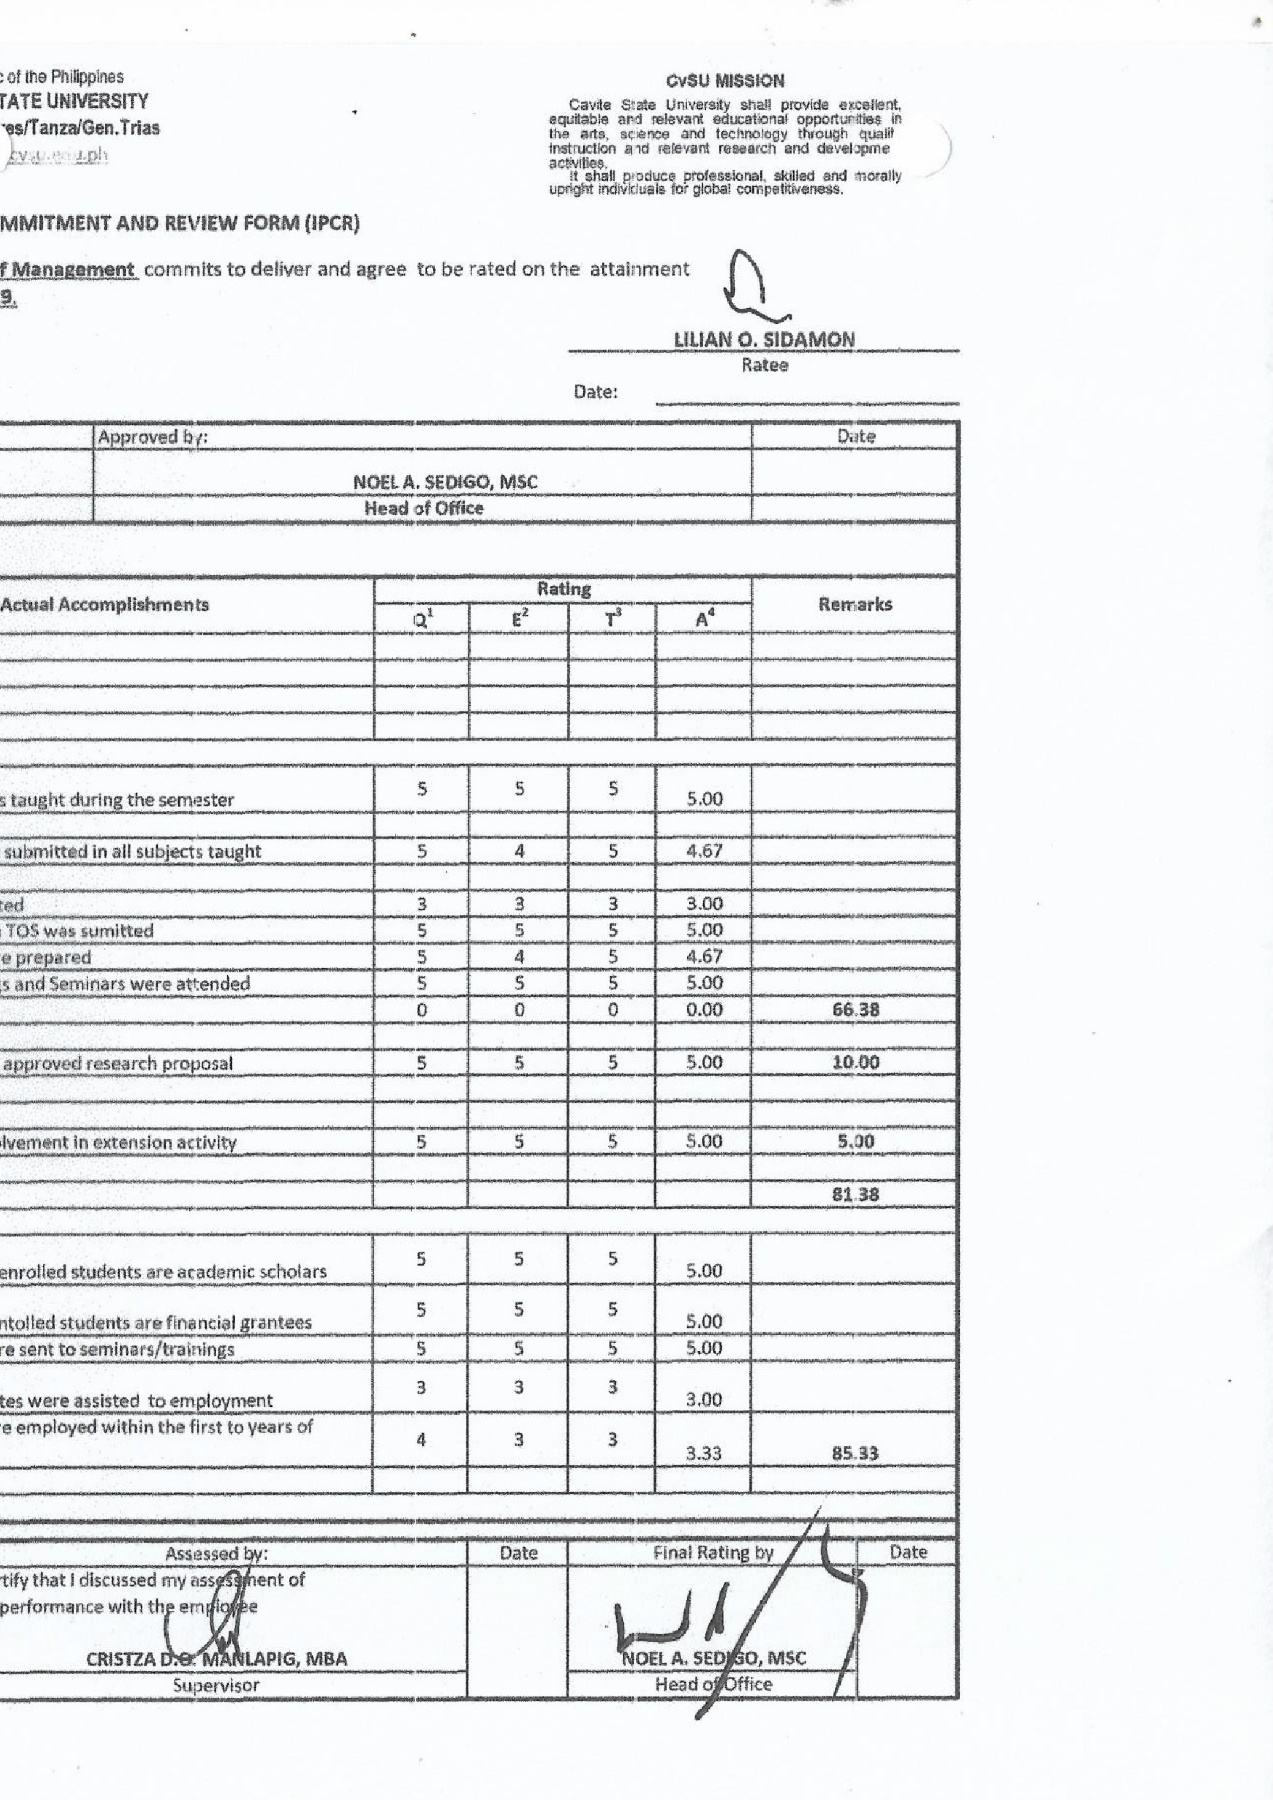 c of the Philippines
TATE UNIVERSITY
res/Tanza/Gen.Trias
cvsu.edu.ph
CvSU MISSION
Cavite State University shall provide excellent,
equitable and relevant educational opportunities in
the arts, science and technology through qualit
instruction and relevant research and developme
activities.
It shall produce professional, skilled and morally
upright individuals for global competitiveness.
MMITMENT AND REVIEW FORM (IPCR)
f Management commits to deliver and agree to be rated on the attainment
9.
LILIAN O. SIDAMON
Ratee
Date:
Approved by: Date
NOEL A. SEDIGO, MSC
Head of Office
Actual Accomplishments Rating Remarks
Q1 E2 T3 A4
s taught during the semester 5 5 5 5.00
submitted in all subjects taught 5 4 5 4.67
ted 3 3 3 3.00
TOS was sumitted 5 5 5 5.00
e prepared 5 4 5 4.67
s and Seminars were attended 5 5 5 5.00
0 0 0 0.00 66.38
approved research proposal 5 5 5 5.00 10.00
lvement in extension activity 5 5 5 5.00 5.00
81.38
enrolled students are academic scholars 5 5 5 5.00
ntolled students are financial grantees 5 5 5 5.00
re sent to seminars/trainings 5 5 5 5.00
tes were assisted to employment 3 3 3 3.00
e employed within the first to years of 4 3 3 3.33 85.33
Assessed by: Date Final Rating by Date
rtify that I discussed my assessment of
performance with the employee
CRISTZA D.O. MANLAPIG, MBA NOEL A. SEDIGO, MSC
Supervisor Head of Office